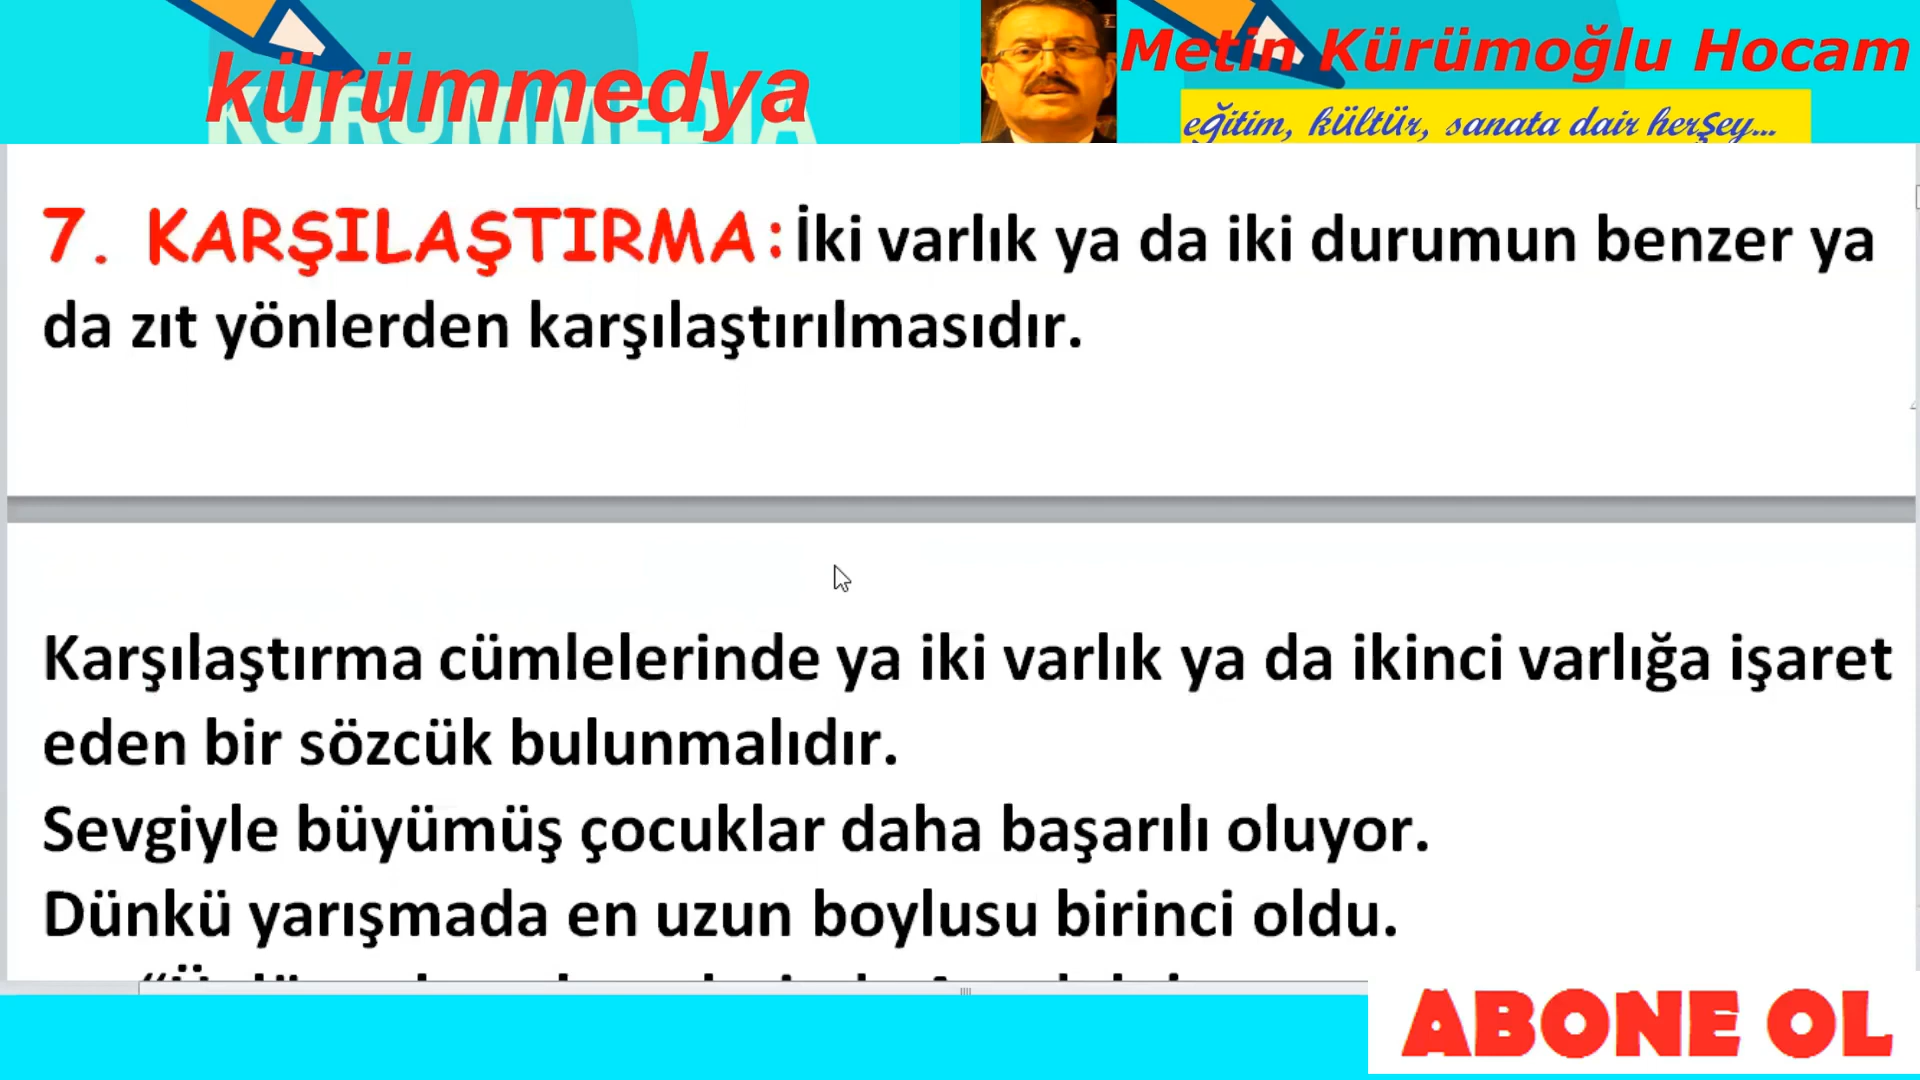 kürümmedya
KURUMMEDIA
Metin Kürümoğlu Hocam
eğitim, kültür, sanata dair herşey...
7. KARŞILAŞTIRMA: İki varlık ya da iki durumun benzer ya
da zıt yönlerden karşılaştırılmasıdır.
Karşılaştırma cümlelerinde ya iki varlık ya da ikinci varlığa işaret
eden bir sözcük bulunmalıdır.
Sevgiyle büyümüş çocuklar daha başarılı oluyor.
Dünkü yarışmada en uzun boylusu birinci oldu.
ABONE OL